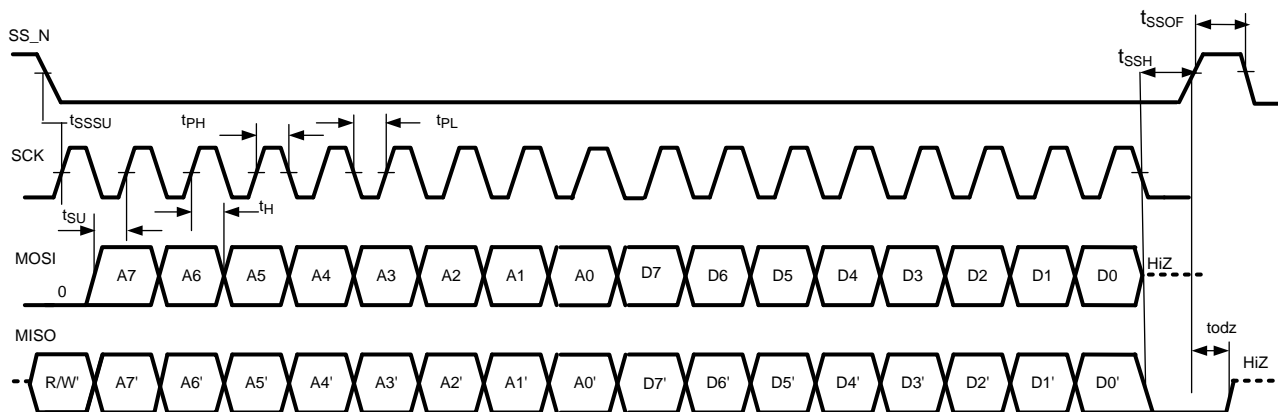 tSSOF
SS_N
tSSH
tSSSU
tPH
tPL
SCK
tSU
tH
MOSI
0
A7 A6 A5 A4 A3 A2 A1 A0 D7 D6 D5 D4 D3 D2 D1 D0
HiZ
MISO
todz
HiZ
R/W' A7' A6' A5' A4' A3' A2' A1' A0' D7' D6' D5' D4' D3' D2' D1' D0'